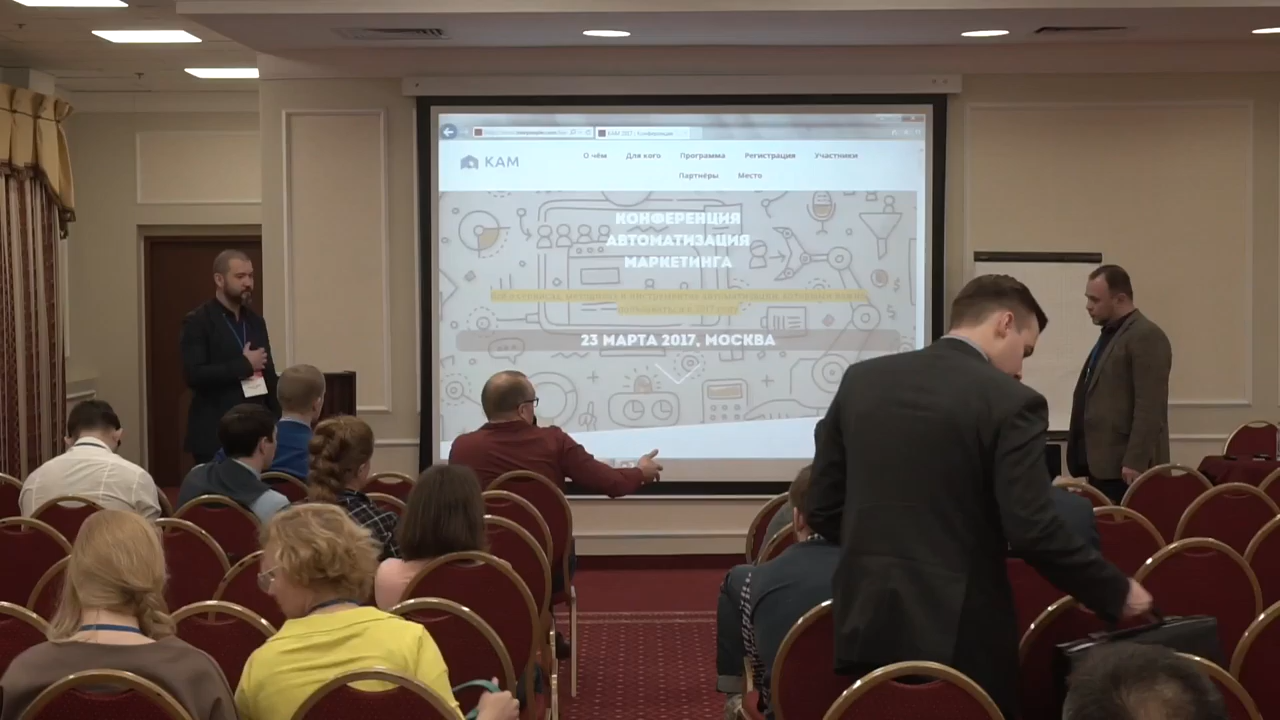 КАМ 2017 | Конференция
КАМ
О чём Для кого Программа Регистрация Участники
Партнёры Место
КОНФЕРЕНЦИЯ
АВТОМАТИЗАЦИЯ
МАРКЕТИНГА
23 МАРТА 2017, МОСКВА